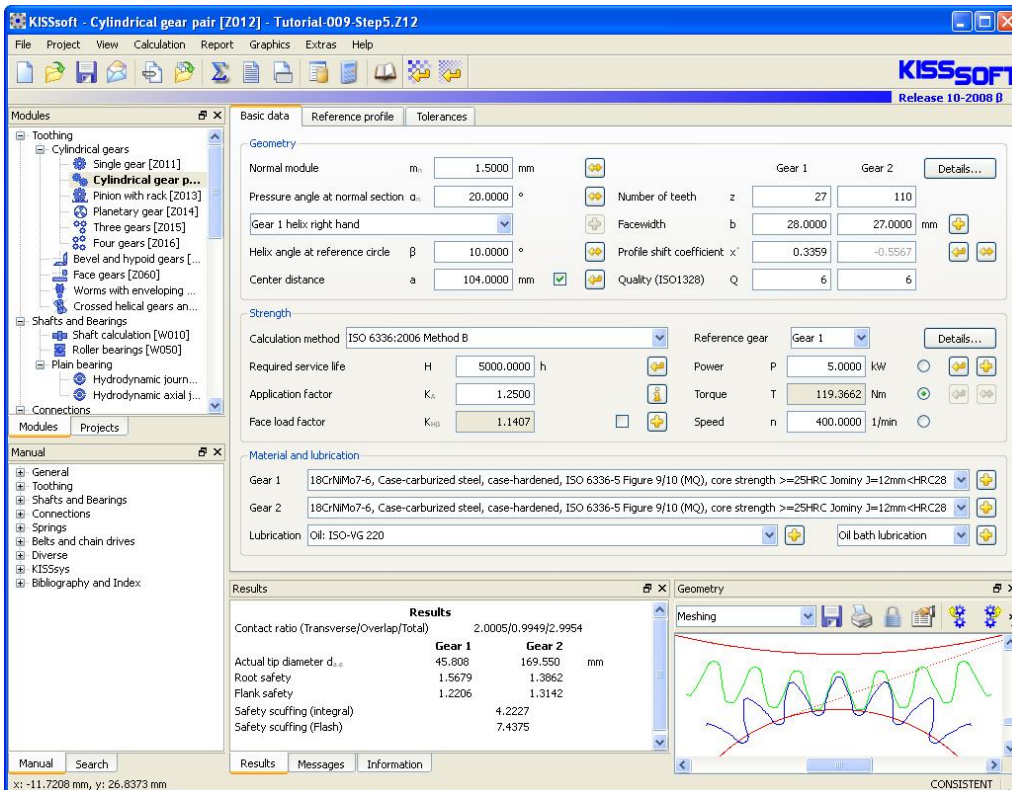 KISSsoft - Cylindrical gear pair [Z012] - Tutorial-009-Step5.Z12
File Project View Calculation Report Graphics Extras Help
KISSsoft
Release 10-2008 β
Modules
Toothing
Cylindrical gears
Single gear [Z011]
Cylindrical gear p...
Pinion with rack [Z013]
Planetary gear [Z014]
Three gears [Z015]
Four gears [Z016]
Bevel and hypoid gears [...
Face gears [Z060]
Worms with enveloping ...
Crossed helical gears an...
Shafts and Bearings
Shaft calculation [W010]
Roller bearings [W050]
Plain bearing
Hydrodynamic journ...
Hydrodynamic axial j...
Connections
Modules Projects
Manual
General
Toothing
Shafts and Bearings
Connections
Springs
Belts and chain drives
Diverse
KISSsys
Bibliography and Index
Manual Search
Basic data Reference profile Tolerances
Geometry
Normal module mn 1.5000 mm Gear 1 Gear 2 Details...
Pressure angle at normal section αn 20.0000 ° Number of teeth z 27 110
Gear 1 helix right hand Facewidth b 28.0000 27.0000 mm
Helix angle at reference circle β 10.0000 ° Profile shift coefficient x* 0.3359 -0.5567
Center distance a 104.0000 mm Quality (ISO1328) Q 6 6
Strength
Calculation method ISO 6336:2006 Method B Reference gear Gear 1 Details...
Required service life H 5000.0000 h Power P 5.0000 kW
Application factor KA 1.2500 Torque T 119.3662 Nm
Face load factor KHβ 1.1407 Speed n 400.0000 1/min
Material and lubrication
Gear 1 18CrNiMo7-6, Case-carburized steel, case-hardened, ISO 6336-5 Figure 9/10 (MQ), core strength >=25HRC Jominy J=12mm<HRC28
Gear 2 18CrNiMo7-6, Case-carburized steel, case-hardened, ISO 6336-5 Figure 9/10 (MQ), core strength >=25HRC Jominy J=12mm<HRC28
Lubrication Oil: ISO-VG 220 Oil bath lubrication
Results
Results
Contact ratio (Transverse/Overlap/Total) 2.0005/0.9949/2.9954
Gear 1 Gear 2
Actual tip diameter da.e 45.808 169.550 mm
Root safety 1.5679 1.3862
Flank safety 1.2206 1.3142
Safety scuffing (integral) 4.2227
Safety scuffing (Flash) 7.4375
Results Messages Information
Geometry
Meshing
x: -11.7208 mm, y: 26.8373 mm CONSISTENT